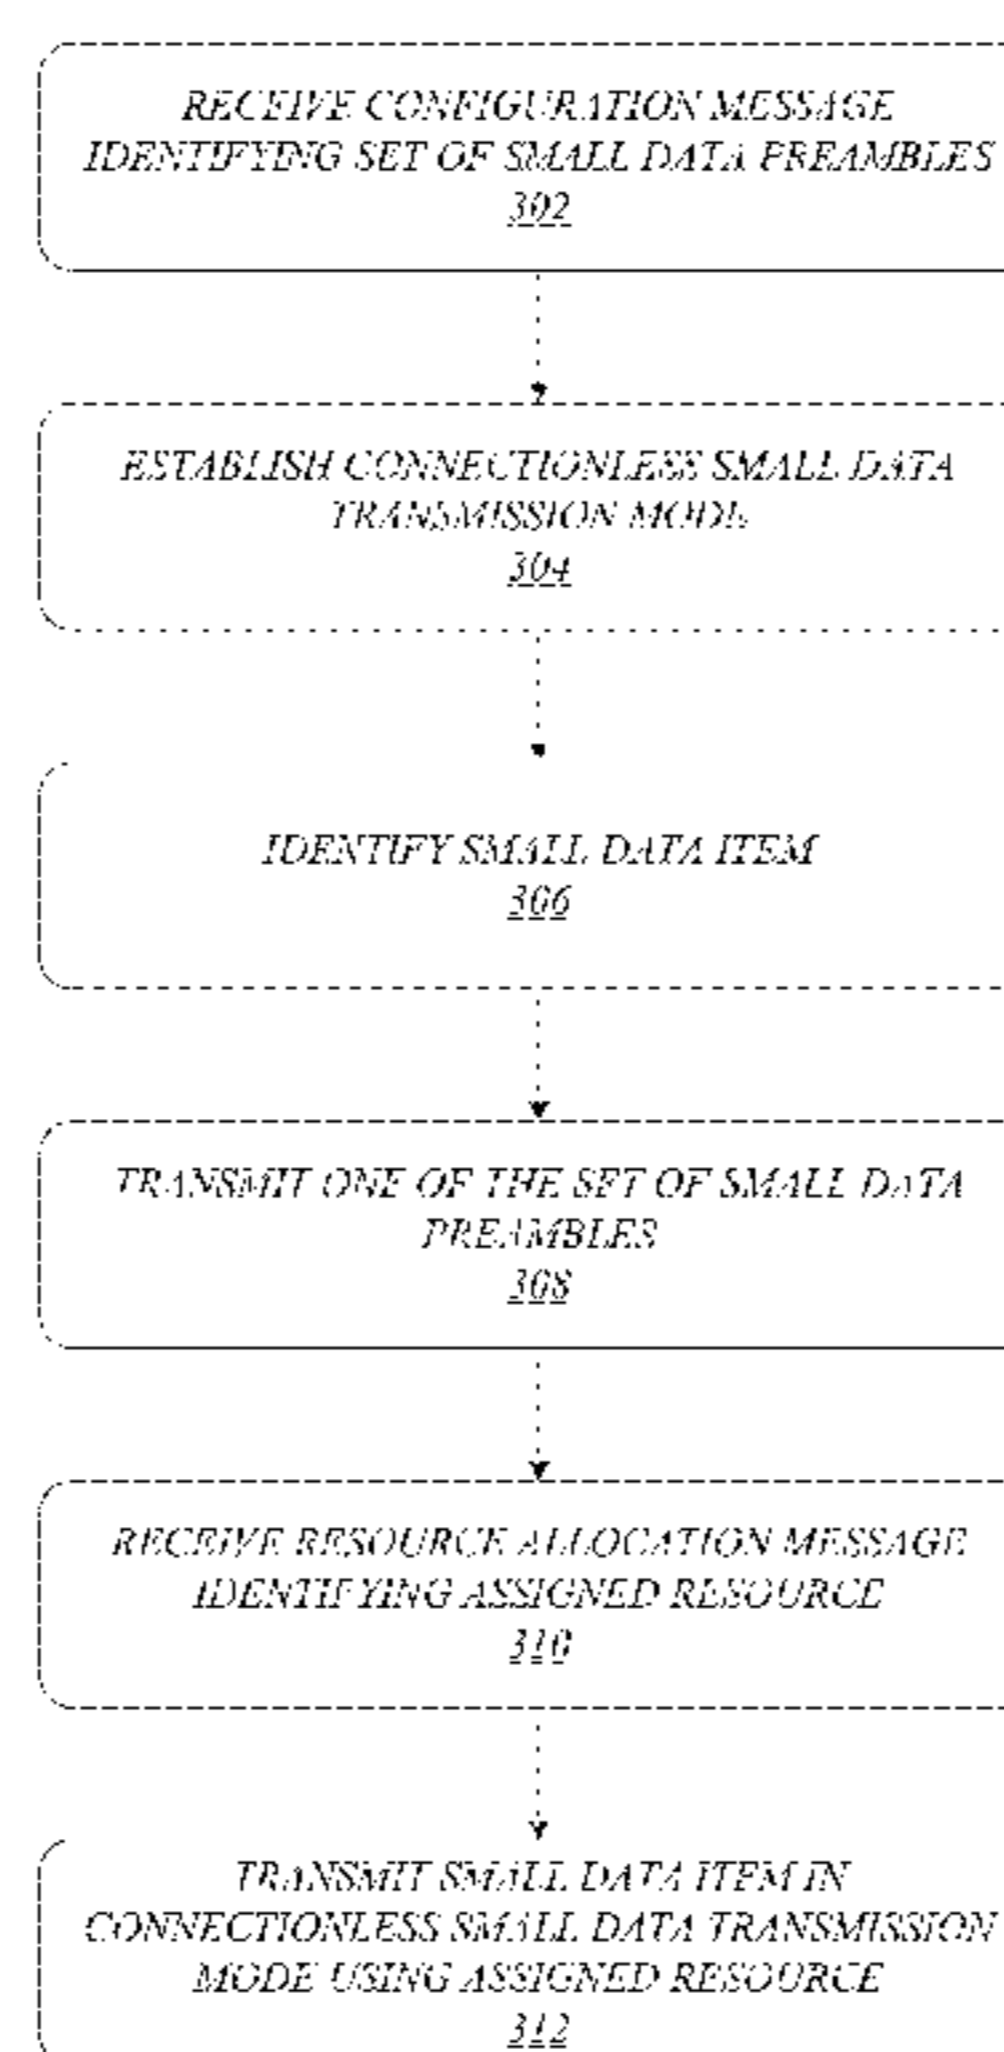 RECEIVE CONFIGURATION MESSAGE
IDENTIFYING SET OF SMALL DATA PREAMBLES
302
ESTABLISH CONNECTIONLESS SMALL DATA
TRANSMISSION MODE
304
IDENTIFY SMALL DATA ITEM
306
TRANSMIT ONE OF THE SET OF SMALL DATA
PREAMBLES
308
RECEIVE RESOURCE ALLOCATION MESSAGE
IDENTIFYING ASSIGNED RESOURCE
310
TRANSMIT SMALL DATA ITEM IN
CONNECTIONLESS SMALL DATA TRANSMISSION
MODE USING ASSIGNED RESOURCE
312